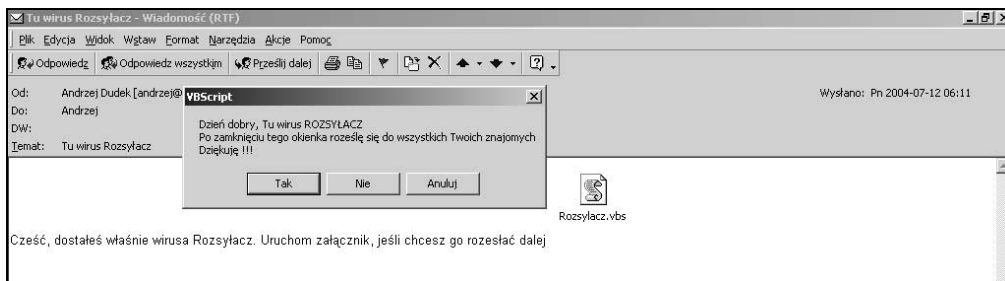 Tu wirus Rozsyłacz - Wiadomość (RTF)
Plik Edycja Widok Wstaw Format Narzędzia Akcje Pomoc
Odpowiedz Odpowiedz wszystkim Prześlij dalej
Od: Andrzej Dudek [andrzej@
Wysłano: Pn 2004-07-12 06:11
Do: Andrzej
DW:
Temat: Tu wirus Rozsyłacz
VBScript
Dzień dobry, Tu wirus ROZSYŁACZ
Po zamknięciu tego okienka roześlę się do wszystkich Twoich znajomych
Dziękuję !!!
Tak Nie Anuluj
Rozsylacz.vbs
Cześć, dostałeś właśnie wirusa Rozsyłacz. Uruchom załącznik, jeśli chcesz go rozesłać dalej